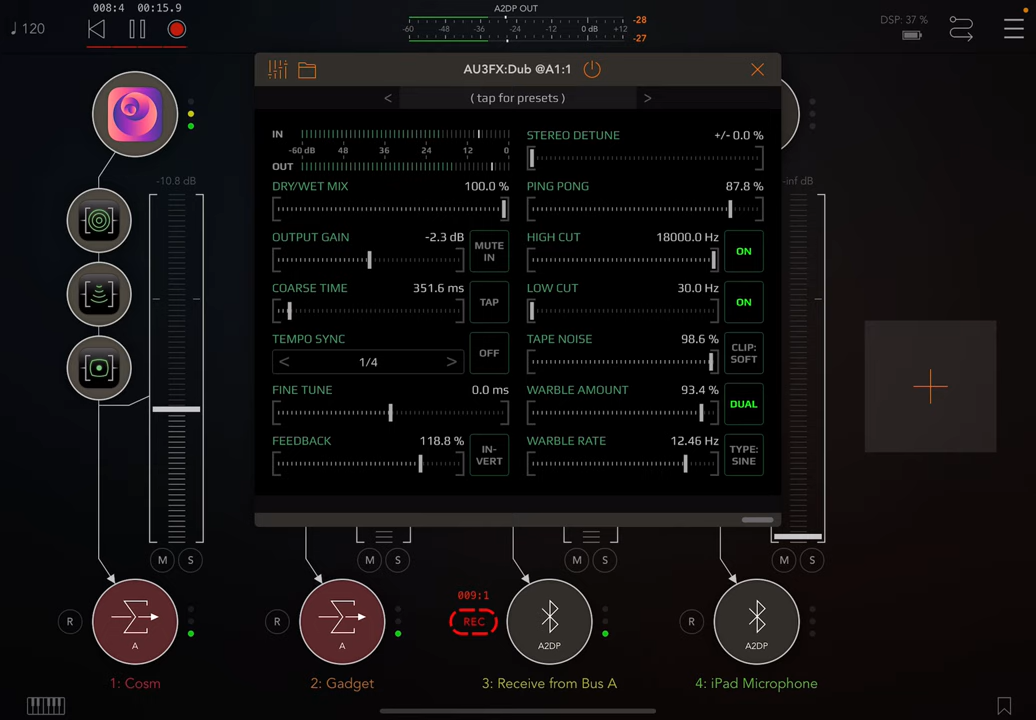 008:4 00:15.9
A2DP OUT
♩ 120
-60 -48 -36 -24 -12 0 dB +12
-28
-27
DSP: 37 %
AU3FX:Dub @A1:1
< ( tap for presets ) >
IN
-60 dB 48 36 24 12 0
OUT
STEREO DETUNE +/- 0.0 %
DRY/WET MIX 100.0 %
PING PONG 87.8 %
OUTPUT GAIN -2.3 dB
MUTE
IN
HIGH CUT 18000.0 Hz
ON
COARSE TIME 351.6 ms
TAP
LOW CUT 30.0 Hz
ON
TEMPO SYNC
< 1/4 >
OFF
TAPE NOISE 98.6 %
CLIP:
SOFT
FINE TUNE 0.0 ms
WARBLE AMOUNT 93.4 %
DUAL
FEEDBACK 118.8 %
IN-
VERT
WARBLE RATE 12.46 Hz
TYPE:
SINE
-10.8 dB
-inf dB
M S
M S
M S
M S
R
A
R
A
009:1
REC
A2DP
R
A2DP
1: Cosm
2: Gadget
3: Receive from Bus A
4: iPad Microphone